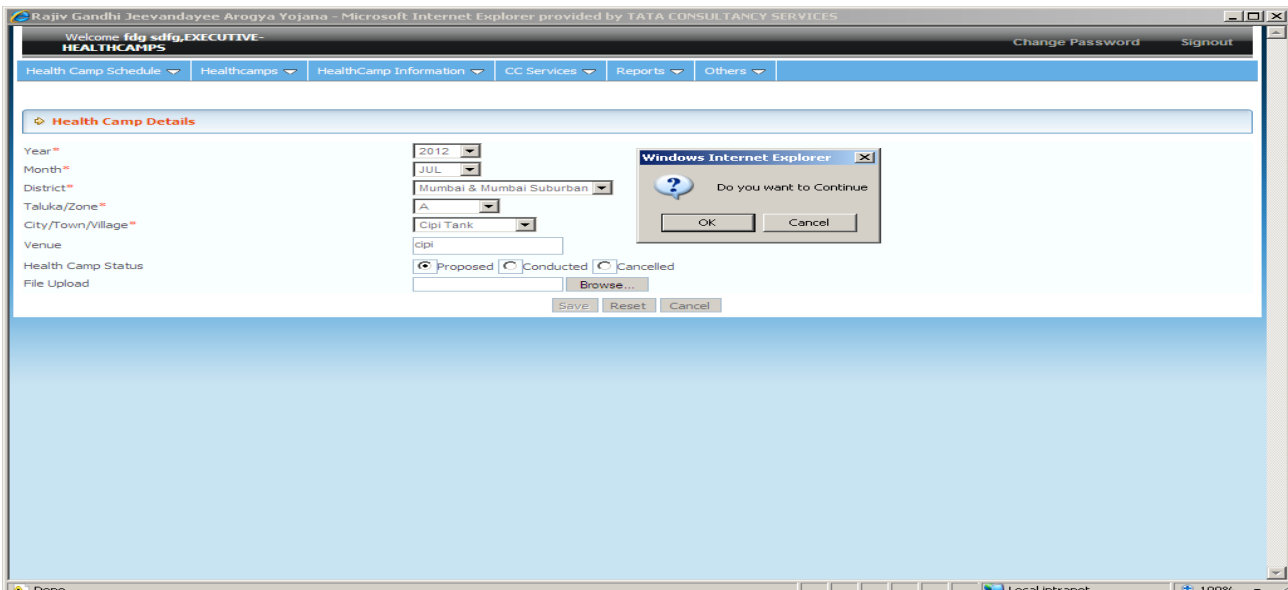 Rajiv Gandhi Jeevandayee Arogya Yojana - Microsoft Internet Explorer provided by TATA CONSULTANCY SERVICES
Welcome fdg sdfg,EXECUTIVE-
HEALTHCAMPS
Change Password Signout
Health Camp Schedule Healthcamps HealthCamp Information CC Services Reports Others
Health Camp Details
Year* 2012
Month* JUL
District* Mumbai & Mumbai Suburban
Taluka/Zone* A
City/Town/Village* Cipi Tank
Venue cipi
Health Camp Status Proposed Conducted Cancelled
File Upload Browse...
Save Reset Cancel
Windows Internet Explorer
Do you want to Continue
OK Cancel
Done Local intranet 100%